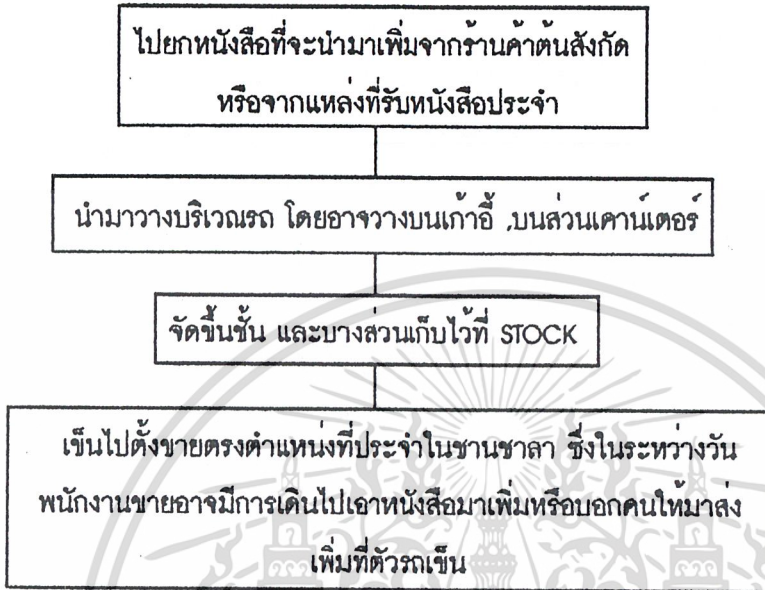 ไปยกหนังสือที่จะนำมาเพิ่มจากร้านค้าต้นสังกัด
หรือจากแหล่งที่รับหนังสือประจำ
นำมาวางบริเวณรถ โดยอาจวางบนเก้าอี้ ,บนส่วนเคาน์เตอร์
จัดขึ้นชั้น และบางส่วนเก็บไว้ที่ STOCK
เข็นไปตั้งขายตรงตำแหน่งที่ประจำในชานชาลา ซึ่งในระหว่างวัน
พนักงานขายอาจมีการเดินไปเอาหนังสือมาเพิ่มหรือบอกคนให้มาส่ง
เพิ่มที่ตัวรถเข็น